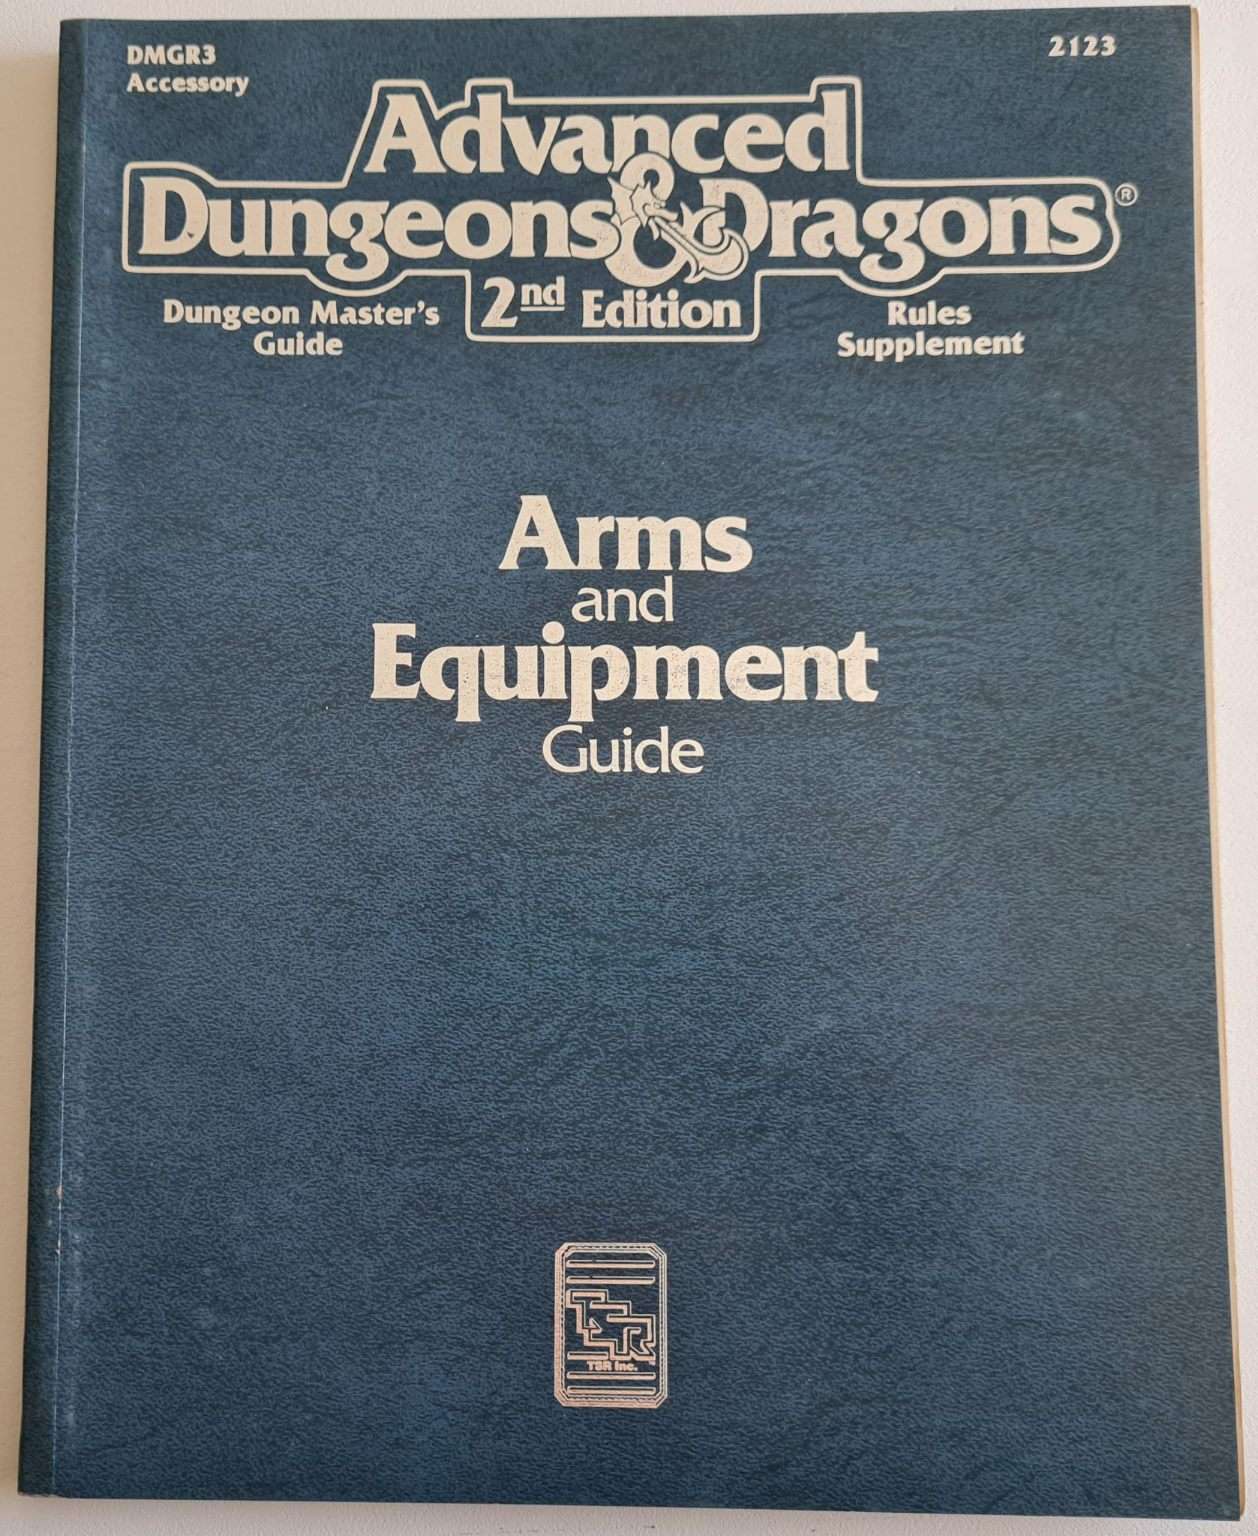 DMGR3
Accessory
2123
Advanced
Dungeons & Dragons®
2nd Edition
Dungeon Master's
Guide
Rules
Supplement
Arms
and
Equipment
Guide
TSR
TSR Inc.™